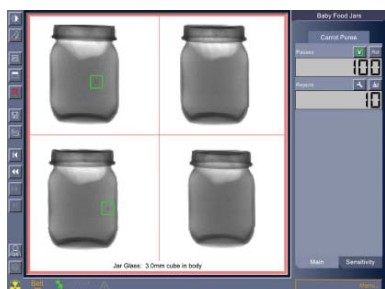 Baby Food Jars
Carrot Puree
Passes
100
Rejects
10
Jar Glass: 3.0mm cube in body
Main
Sensitivity
Belt
Menu